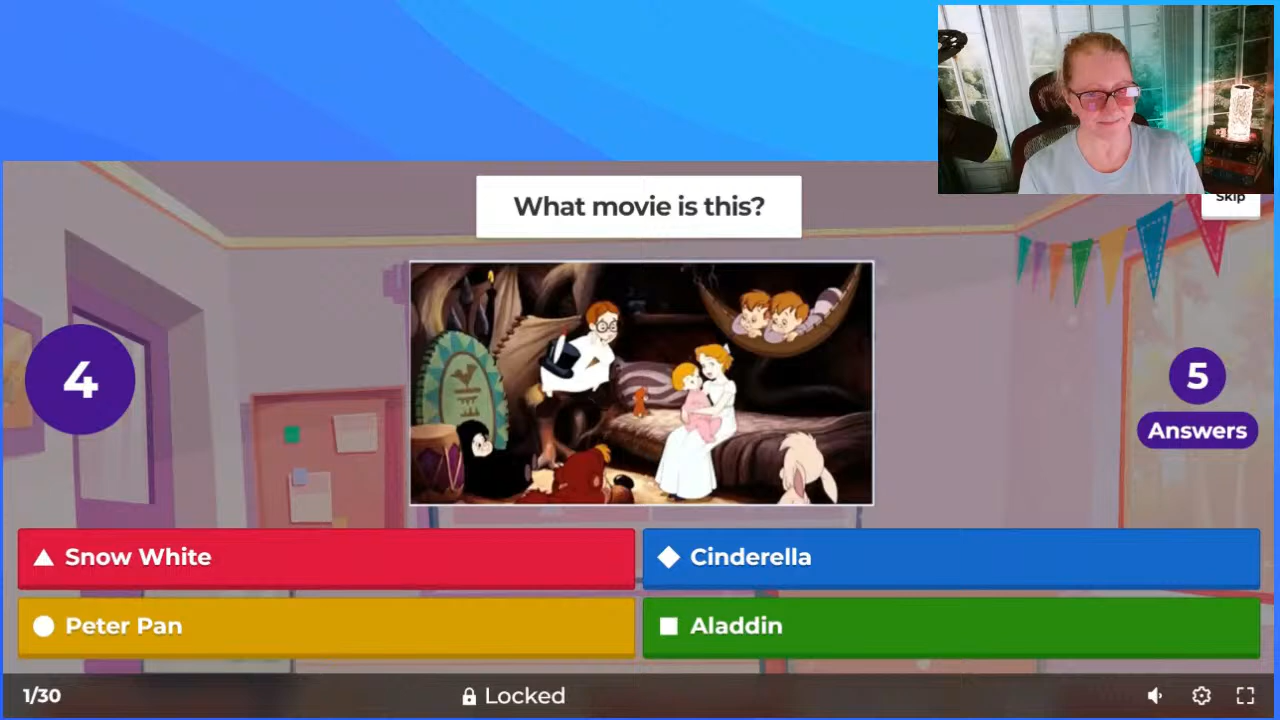 What movie is this?
Skip
4
5
Answers
Snow White
Cinderella
Peter Pan
Aladdin
1/30
Locked